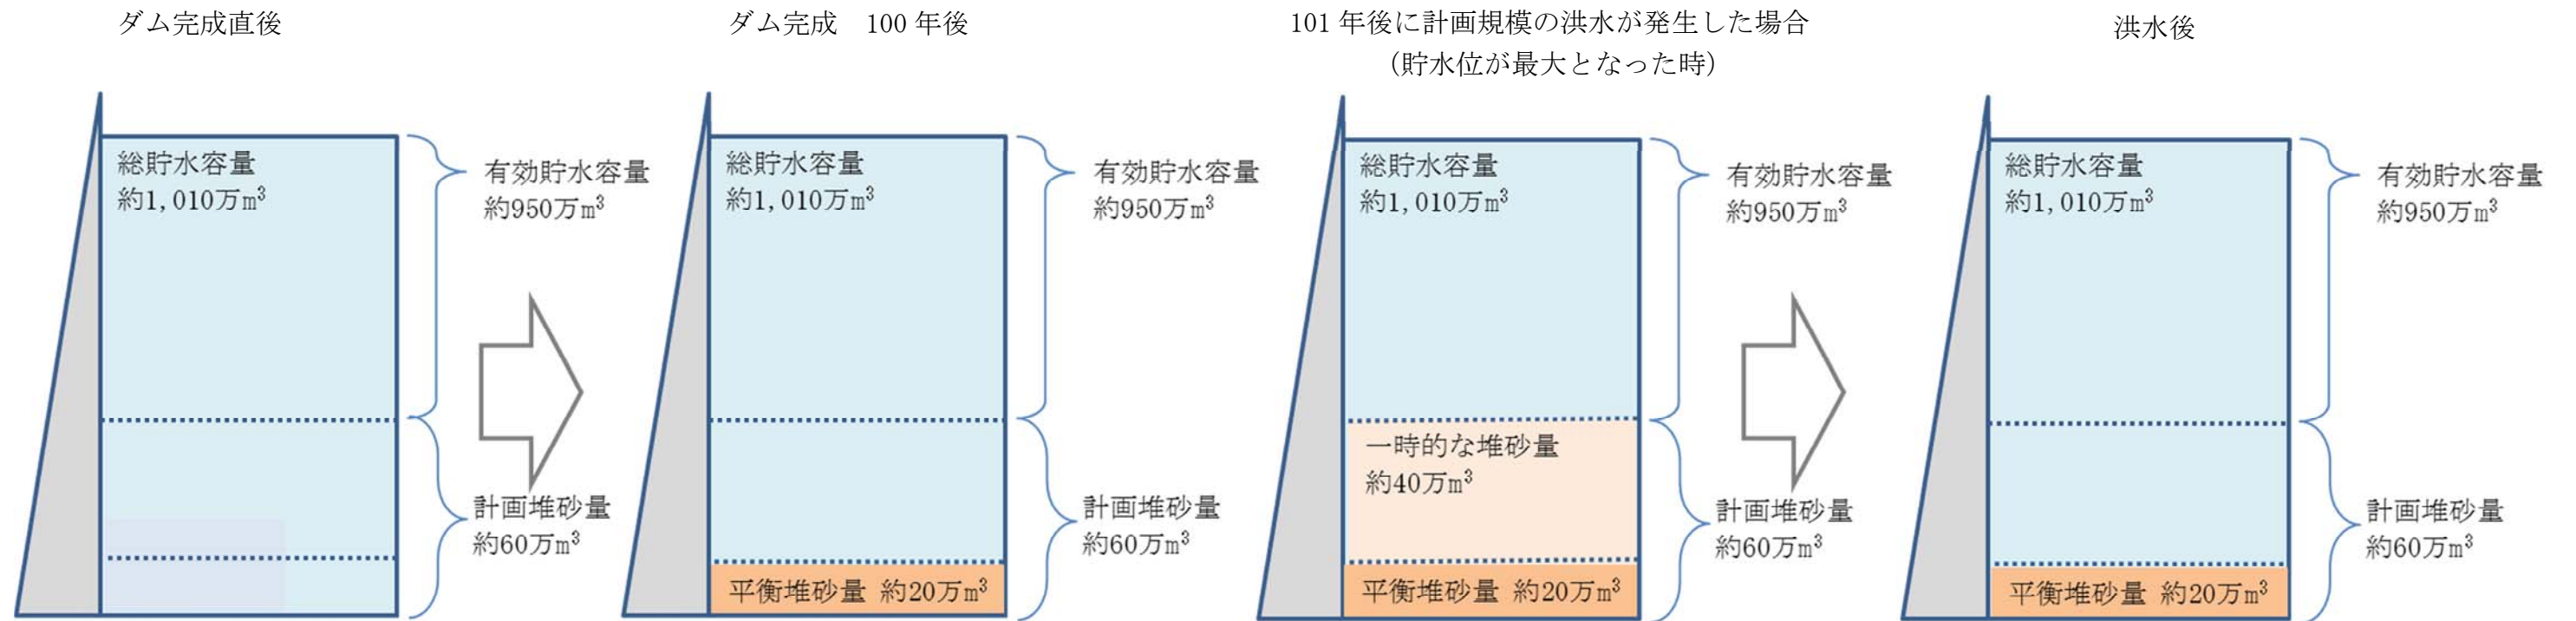 ダム完成直後
総貯水容量
約1,010万m³
有効貯水容量
約950万m³
計画堆砂量
約60万m³
ダム完成　100年後
総貯水容量
約1,010万m³
有効貯水容量
約950万m³
計画堆砂量
約60万m³
平衡堆砂量 約20万m³
101年後に計画規模の洪水が発生した場合
（貯水位が最大となった時）
総貯水容量
約1,010万m³
有効貯水容量
約950万m³
一時的な堆砂量
約40万m³
計画堆砂量
約60万m³
平衡堆砂量 約20万m³
洪水後
総貯水容量
約1,010万m³
有効貯水容量
約950万m³
計画堆砂量
約60万m³
平衡堆砂量 約20万m³